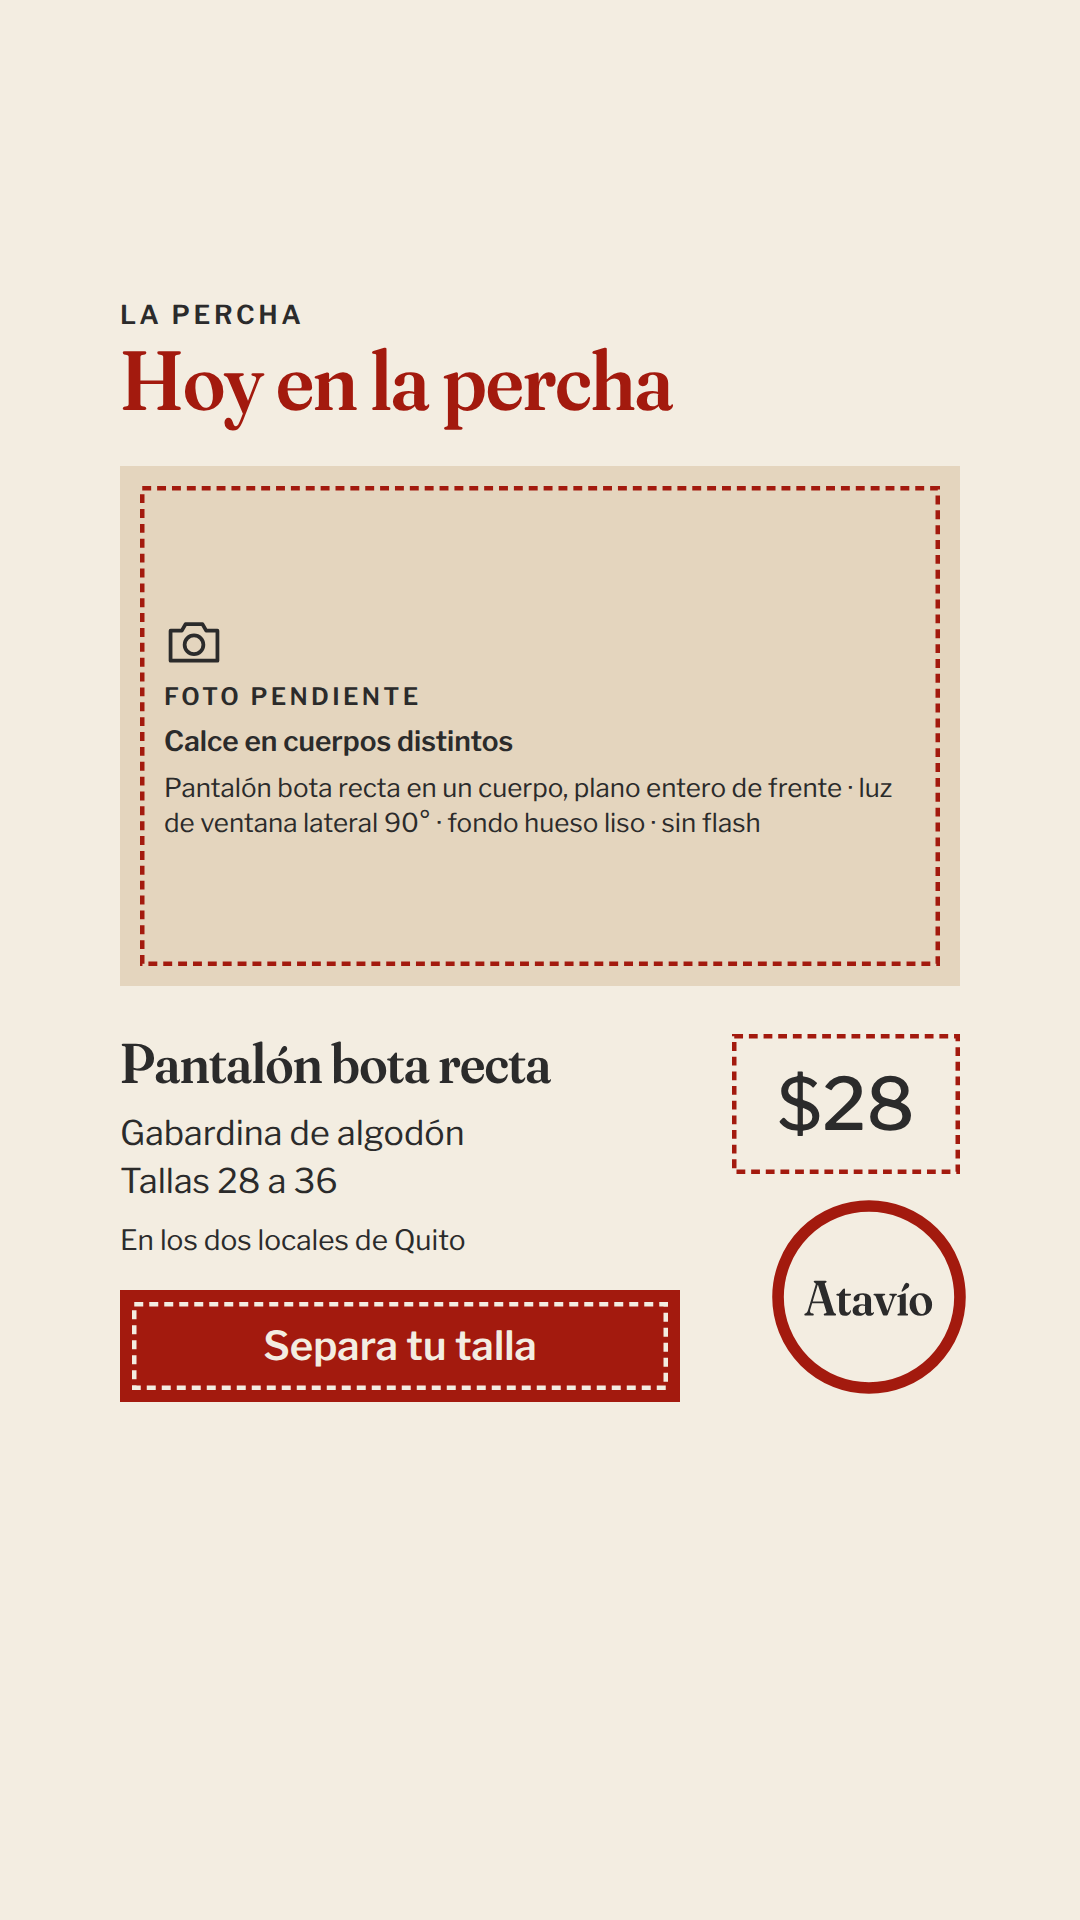 LA PERCHA
Hoy en la percha
FOTO PENDIENTE
Calce en cuerpos distintos
Pantalón bota recta en un cuerpo, plano entero de frente · luz
de ventana lateral 90° · fondo hueso liso · sin flash
Pantalón bota recta
Gabardina de algodón
Tallas 28 a 36
En los dos locales de Quito
$28
Separa tu talla
Atavío